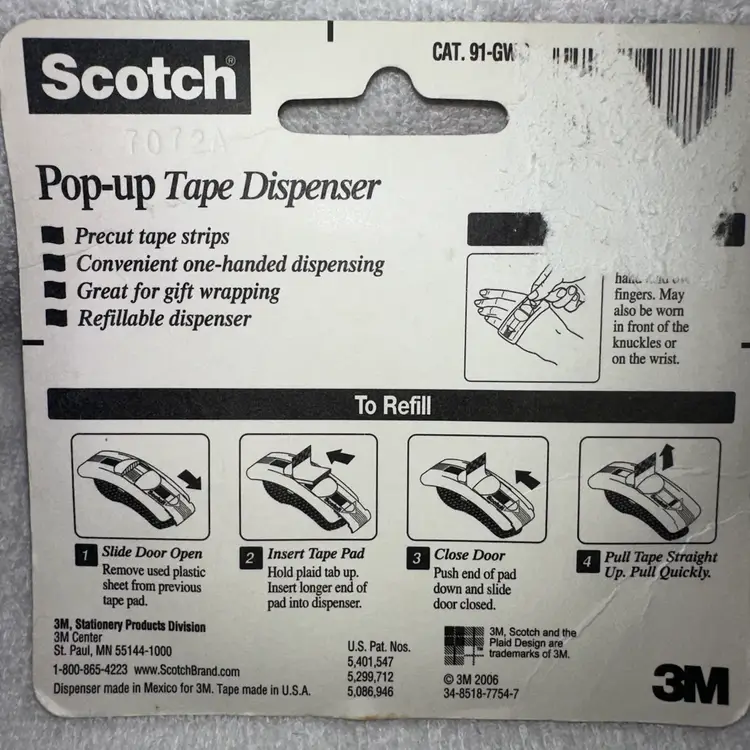 Scotch®
CAT. 91-GW
7072A
Pop-up Tape Dispenser
Precut tape strips
Convenient one-handed dispensing
Great for gift wrapping
Refillable dispenser
fingers. May
also be worn
in front of the
knuckles or
on the wrist.
To Refill
1 Slide Door Open
Remove used plastic
sheet from previous
tape pad.
2 Insert Tape Pad
Hold plaid tab up.
Insert longer end of
pad into dispenser.
3 Close Door
Push end of pad
down and slide
door closed.
4 Pull Tape Straight
Up. Pull Quickly.
3M, Stationery Products Division
3M Center
St. Paul, MN 55144-1000
1-800-865-4223 www.ScotchBrand.com
Dispenser made in Mexico for 3M. Tape made in U.S.A.
U.S. Pat. Nos.
5,401,547
5,299,712
5,086,946
3M, Scotch and the
Plaid Design are
trademarks of 3M.
© 3M 2006
34-8518-7754-7
3M